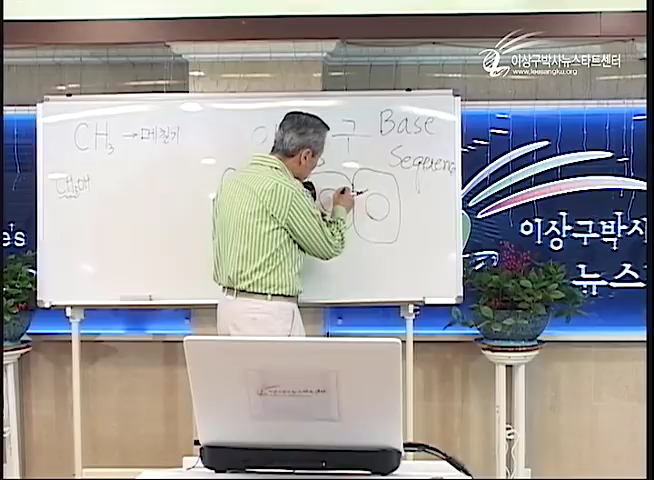 이상구박사뉴스타트센터
www.leesangku.org
CH₃ →메칠기
CH₃OH
구
Base
Sequence
이상구박사
뉴스
e's